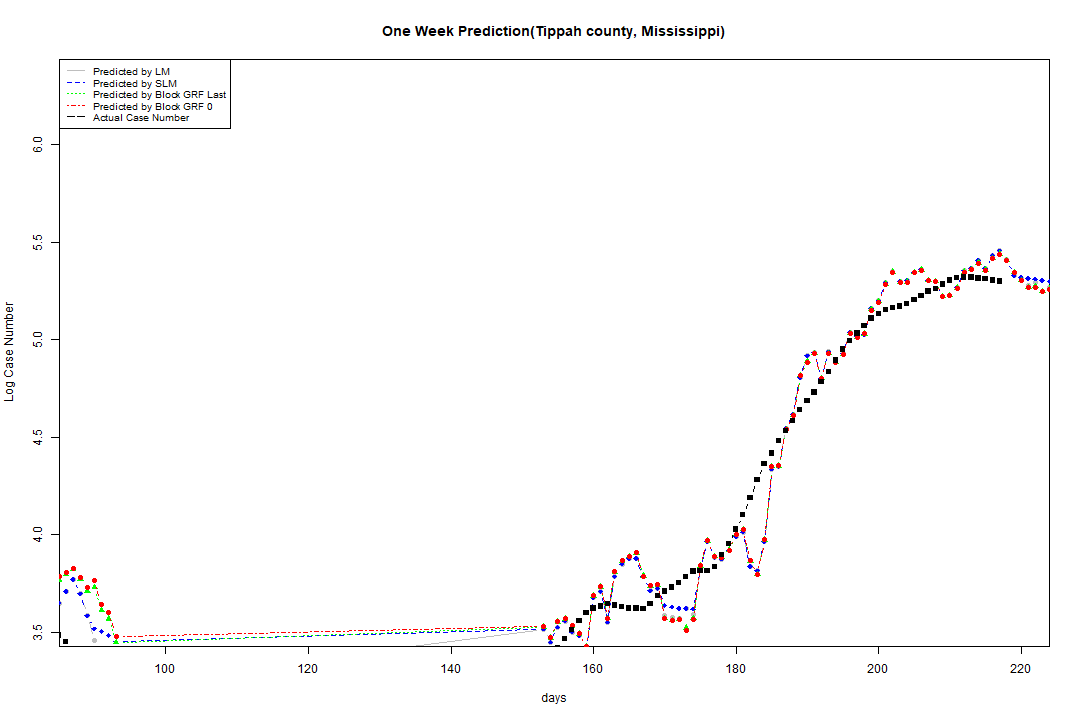 One Week Prediction(Tippah county, Mississippi)
Predicted by LM
Predicted by SLM
Predicted by Block GRF Last
Predicted by Block GRF 0
Actual Case Number
Log Case Number
6.0
5.5
5.0
4.5
4.0
3.5
100 120 140 160 180 200 220
days